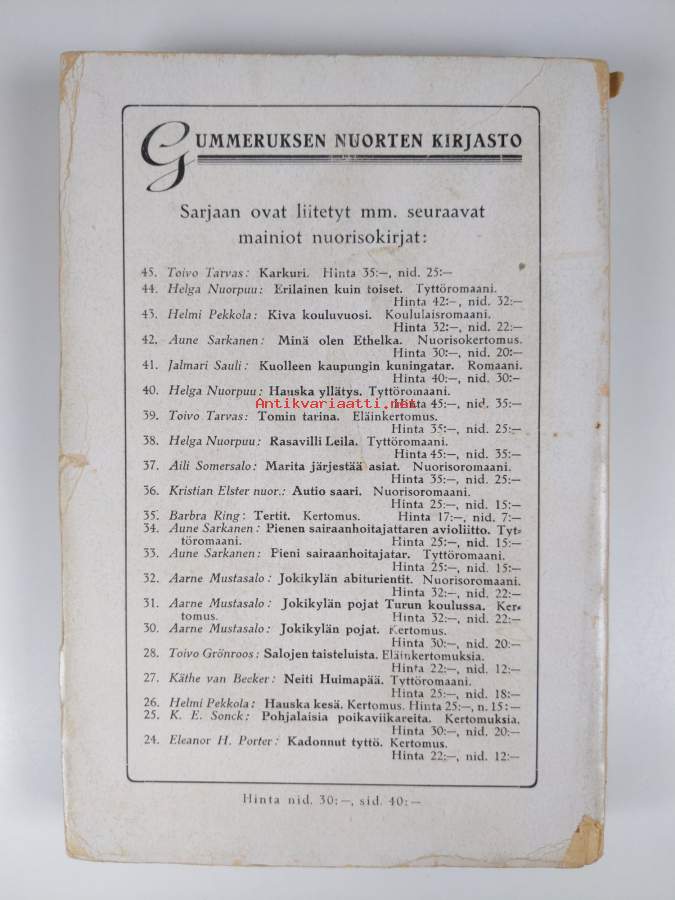 GUMMERUKSEN NUORTEN KIRJASTO
Sarjaan ovat liitetyt mm. seuraavat
mainiot nuorisokirjat:
45. Toivo Tarvas: Karkuri. Hinta 35:—, nid. 25:—
44. Helga Nuorpuu: Erilainen kuin toiset. Tyttöromaani.
Hinta 42:—, nid. 32:—
43. Helmi Pekkola: Kiva kouluvuosi. Koululaisromaani.
Hinta 32:—, nid. 22:—
42. Aune Sarkanen: Minä olen Ethelka. Nuorisokertomus.
Hinta 30:—, nid. 20:—
41. Jalmari Sauli: Kuolleen kaupungin kuningatar. Romaani.
Hinta 40:—, nid. 30:—
40. Helga Nuorpuu: Hauska yllätys. Tyttöromaani.
Antikvariaatti.net
Hinta 45:—, nid. 35:—
39. Toivo Tarvas: Tomin tarina. Eläinkertomus.
Hinta 35:—, nid. 25:—
38. Helga Nuorpuu: Rasavilli Leila. Tyttöromaani.
Hinta 45:—, nid. 35:—
37. Aili Somersalo: Marita järjestää asiat. Nuorisoromaani.
Hinta 35:—, nid. 25:—
36. Kristian Elster nuor.: Autio saari. Nuorisoromaani.
Hinta 25:—, nid. 15:—
35. Barbra Ring: Tertit. Kertomus. Hinta 17:—, nid. 7:—
34. Aune Sarkanen: Pienen sairaanhoitajattaren avioliitto. Tyt-
töromaani. Hinta 25:—, nid. 15:—
33. Aune Sarkanen: Pieni sairaanhoitajatar. Tyttöromaani.
Hinta 25:—, nid. 15:—
32. Aarne Mustasalo: Jokikylän abiturientit. Nuorisoromaani.
Hinta 32:—, nid. 22:—
31. Aarne Mustasalo: Jokikylän pojat Turun koulussa. Ker-
tomus. Hinta 32:—, nid. 22:—
30. Aarne Mustasalo: Jokikylän pojat. Kertomus.
Hinta 30:—, nid. 20:—
28. Toivo Grönroos: Salojen taisteluista. Eläinkertomuksia.
Hinta 22:—, nid. 12:—
27. Käthe van Becker: Neiti Huimapää. Tyttöromaani.
Hinta 25:—, nid. 18:—
26. Helmi Pekkola: Hauska kesä. Kertomus. Hinta 25:—, n. 15:—
25. K. E. Sonck: Pohjalaisia poikaviikareita. Kertomuksia.
Hinta 30:—, nid. 20:—
24. Eleanor H. Porter: Kadonnut tyttö. Kertomus.
Hinta 22:—, nid. 12:—
Hinta nid. 30:—, sid. 40:—